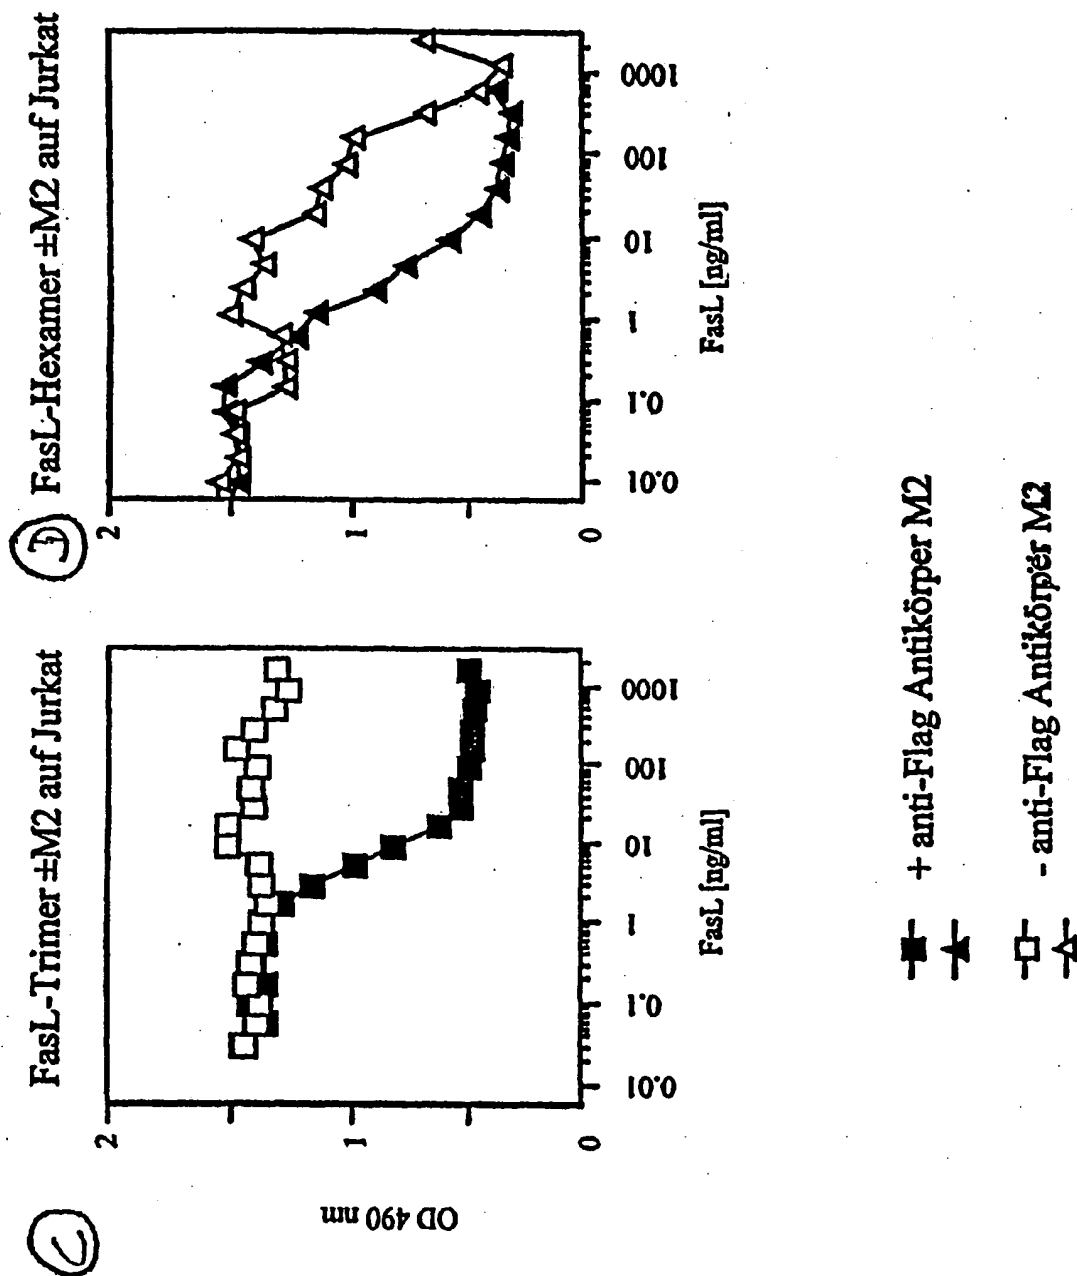 C
FasL-Trimer ±M2 auf Jurkat
OD 490 nm
2
1
0
0.01
0.1
1
10
100
1000
FasL [ng/ml]
D
FasL-Hexamer ±M2 auf Jurkat
2
1
0
0.01
0.1
1
10
100
1000
FasL [ng/ml]
+ anti-Flag Antikörper M2
- anti-Flag Antikörper M2